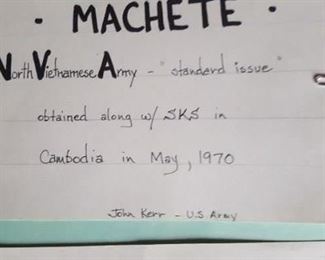 · MACHETE ·
North Vietnamese Army - "standard issue"
obtained along w/ SKS in
Cambodia in May, 1970
John Kerr - U.S. Army